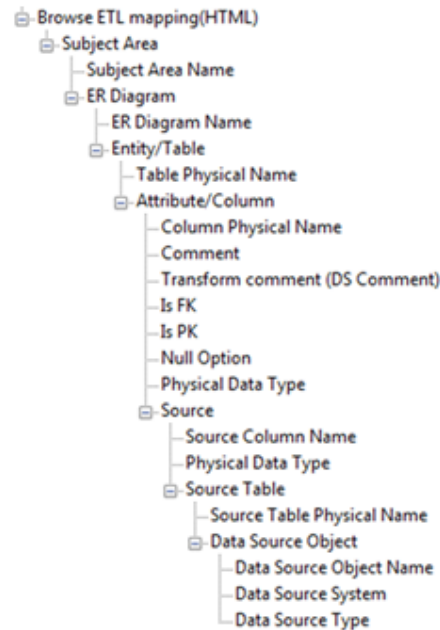 Browse ETL mapping(HTML)
Subject Area
Subject Area Name
ER Diagram
ER Diagram Name
Entity/Table
Table Physical Name
Attribute/Column
Column Physical Name
Comment
Transform comment (DS Comment)
Is FK
Is PK
Null Option
Physical Data Type
Source
Source Column Name
Physical Data Type
Source Table
Source Table Physical Name
Data Source Object
Data Source Object Name
Data Source System
Data Source Type